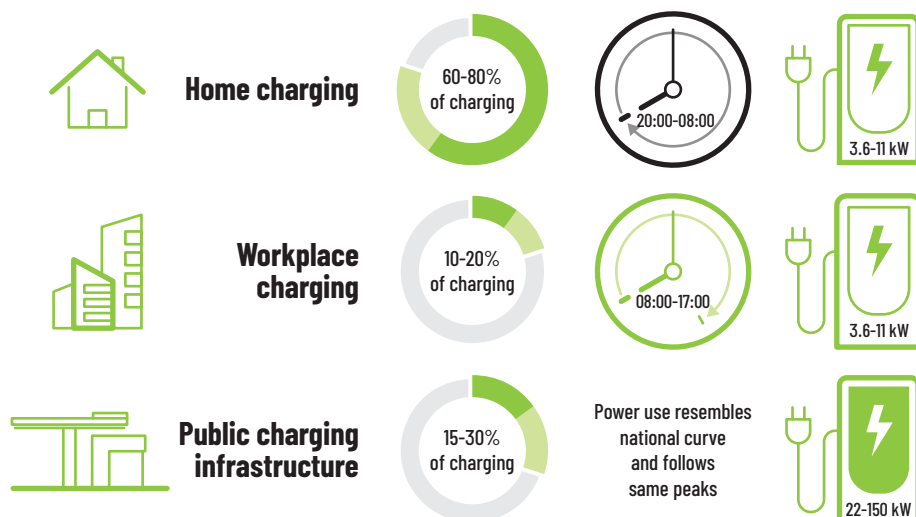 Home charging
60-80%
of charging
20:00-08:00
3.6-11 kW
Workplace
charging
10-20%
of charging
08:00-17:00
3.6-11 kW
Public charging
infrastructure
15-30%
of charging
Power use resembles
national curve
and follows
same peaks
22-150 kW